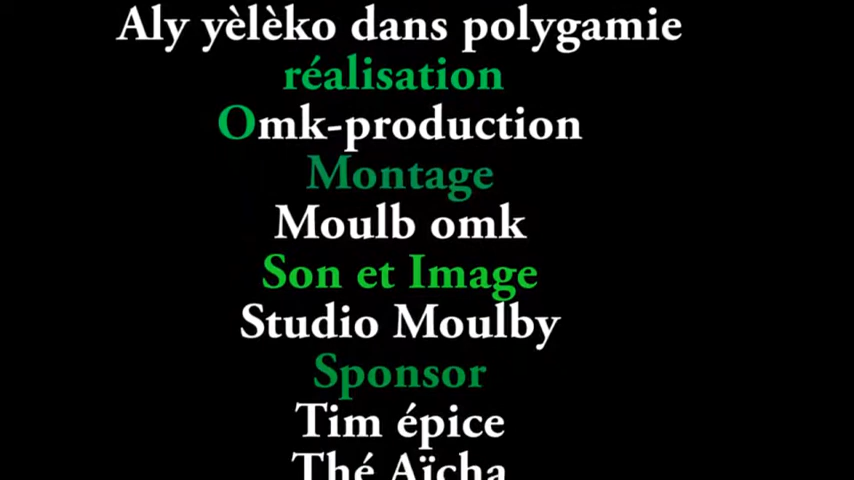 Aly yèlèko dans polygamie
réalisation
Omk-production
Montage
Moulb omk
Son et Image
Studio Moulby
Sponsor
Tim épice
Thé Aïcha